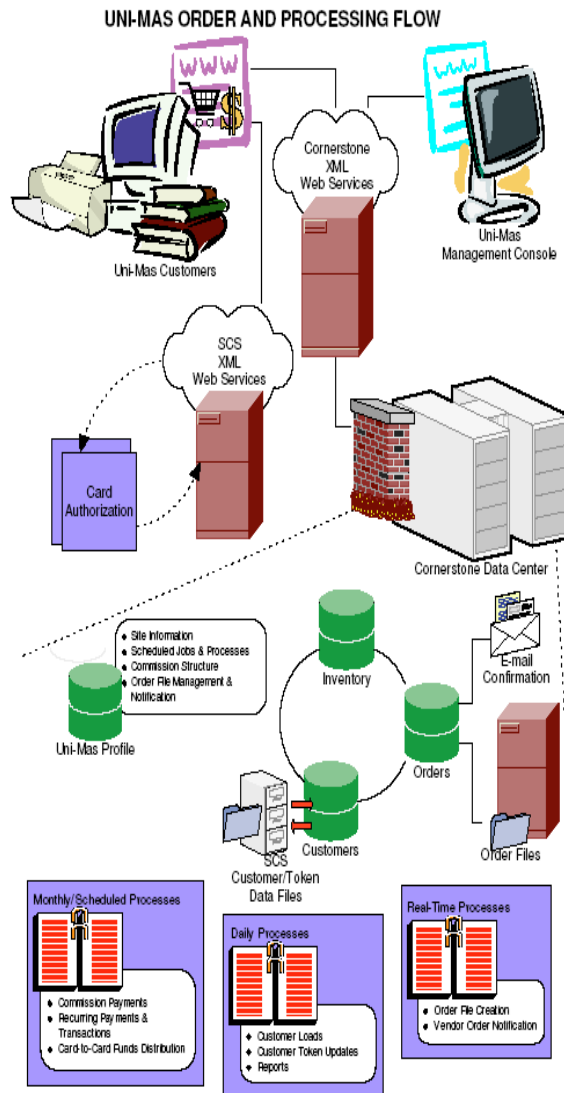 UNI-MAS ORDER AND PROCESSING FLOW
WWW
$
WWW
Cornerstone
XML
Web Services
Uni-Mas Customers
Uni-Mas
Management Console
SCS
XML
Web Services
Card
Authorization
Cornerstone Data Center
Site Information
Scheduled Jobs & Processes
Commission Structure
Order File Management &
Notification
Uni-Mas Profile
Inventory
E-mail
Confirmation
Orders
Customers
SCS
Customer/Token
Data Files
Order Files
Monthly/Scheduled Processes
Commission Payments
Recurring Payments &
Transactions
Card-to-Card Funds Distribution
Daily Processes
Customer Loads
Customer Token Updates
Reports
Real-Time Processes
Order File Creation
Vendor Order Notification